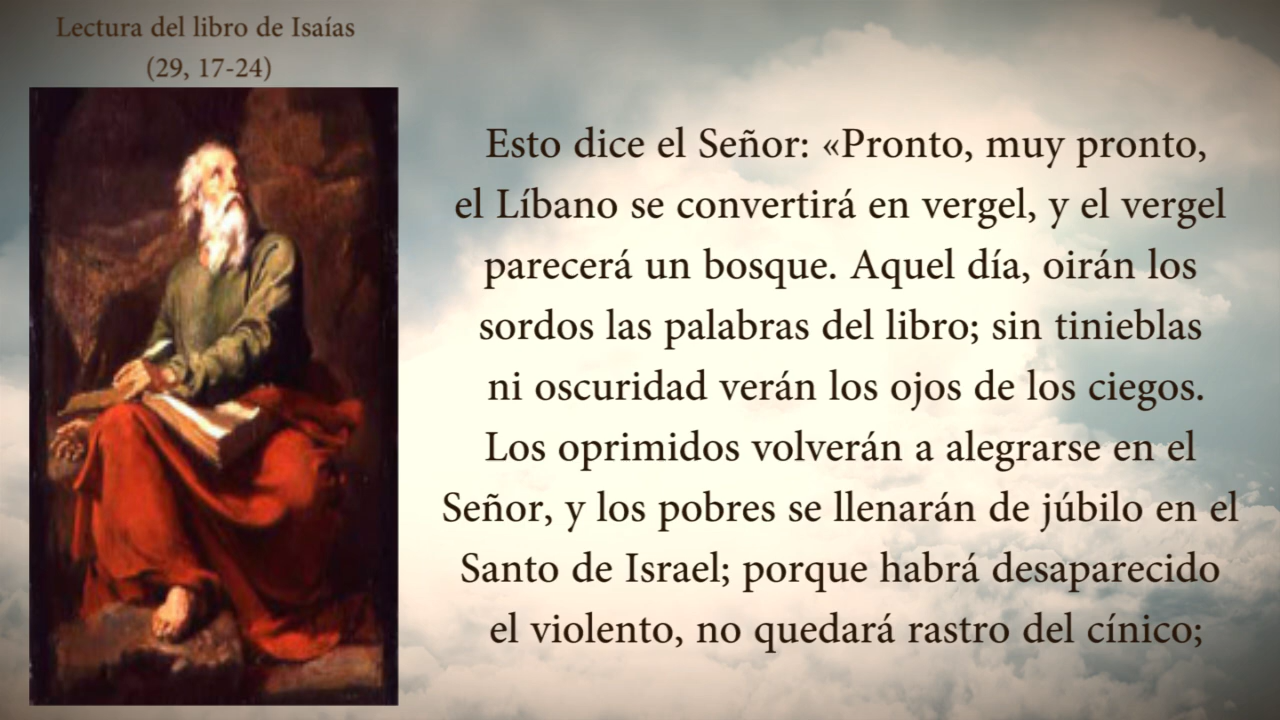 Lectura del libro de Isaías
(29, 17-24)
Esto dice el Señor: «Pronto, muy pronto,
el Líbano se convertirá en vergel, y el vergel
parecerá un bosque. Aquel día, oirán los
sordos las palabras del libro; sin tinieblas
ni oscuridad verán los ojos de los ciegos.
Los oprimidos volverán a alegrarse en el
Señor, y los pobres se llenarán de júbilo en el
Santo de Israel; porque habrá desaparecido
el violento, no quedará rastro del cínico;